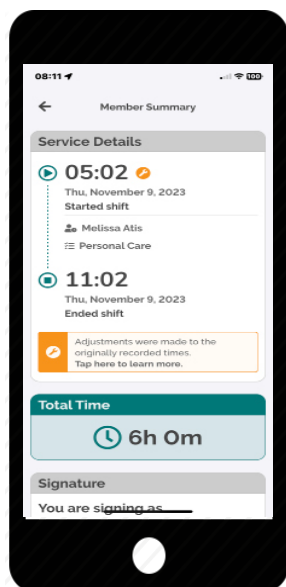 08:11
100
Member Summary
Service Details
05:02
Thu, November 9, 2023
Started shift
Melissa Atis
Personal Care
11:02
Thu, November 9, 2023
Ended shift
Adjustments were made to the
originally recorded times.
Tap here to learn more.
Total Time
6h 0m
Signature
You are signing as